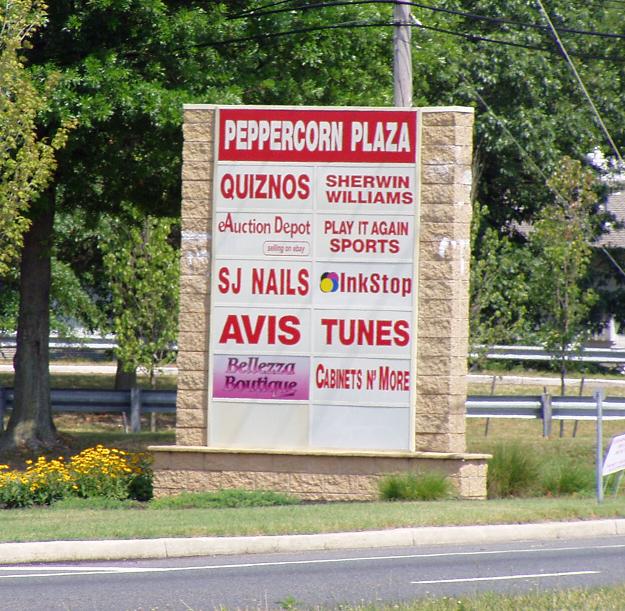 PEPPERCORN PLAZA
QUIZNOS
SHERWIN
WILLIAMS
eAuction Depot
selling on ebay
PLAY IT AGAIN
SPORTS
SJ NAILS
InkStop
AVIS
TUNES
Bellezza
Boutique
CABINETS N' MORE